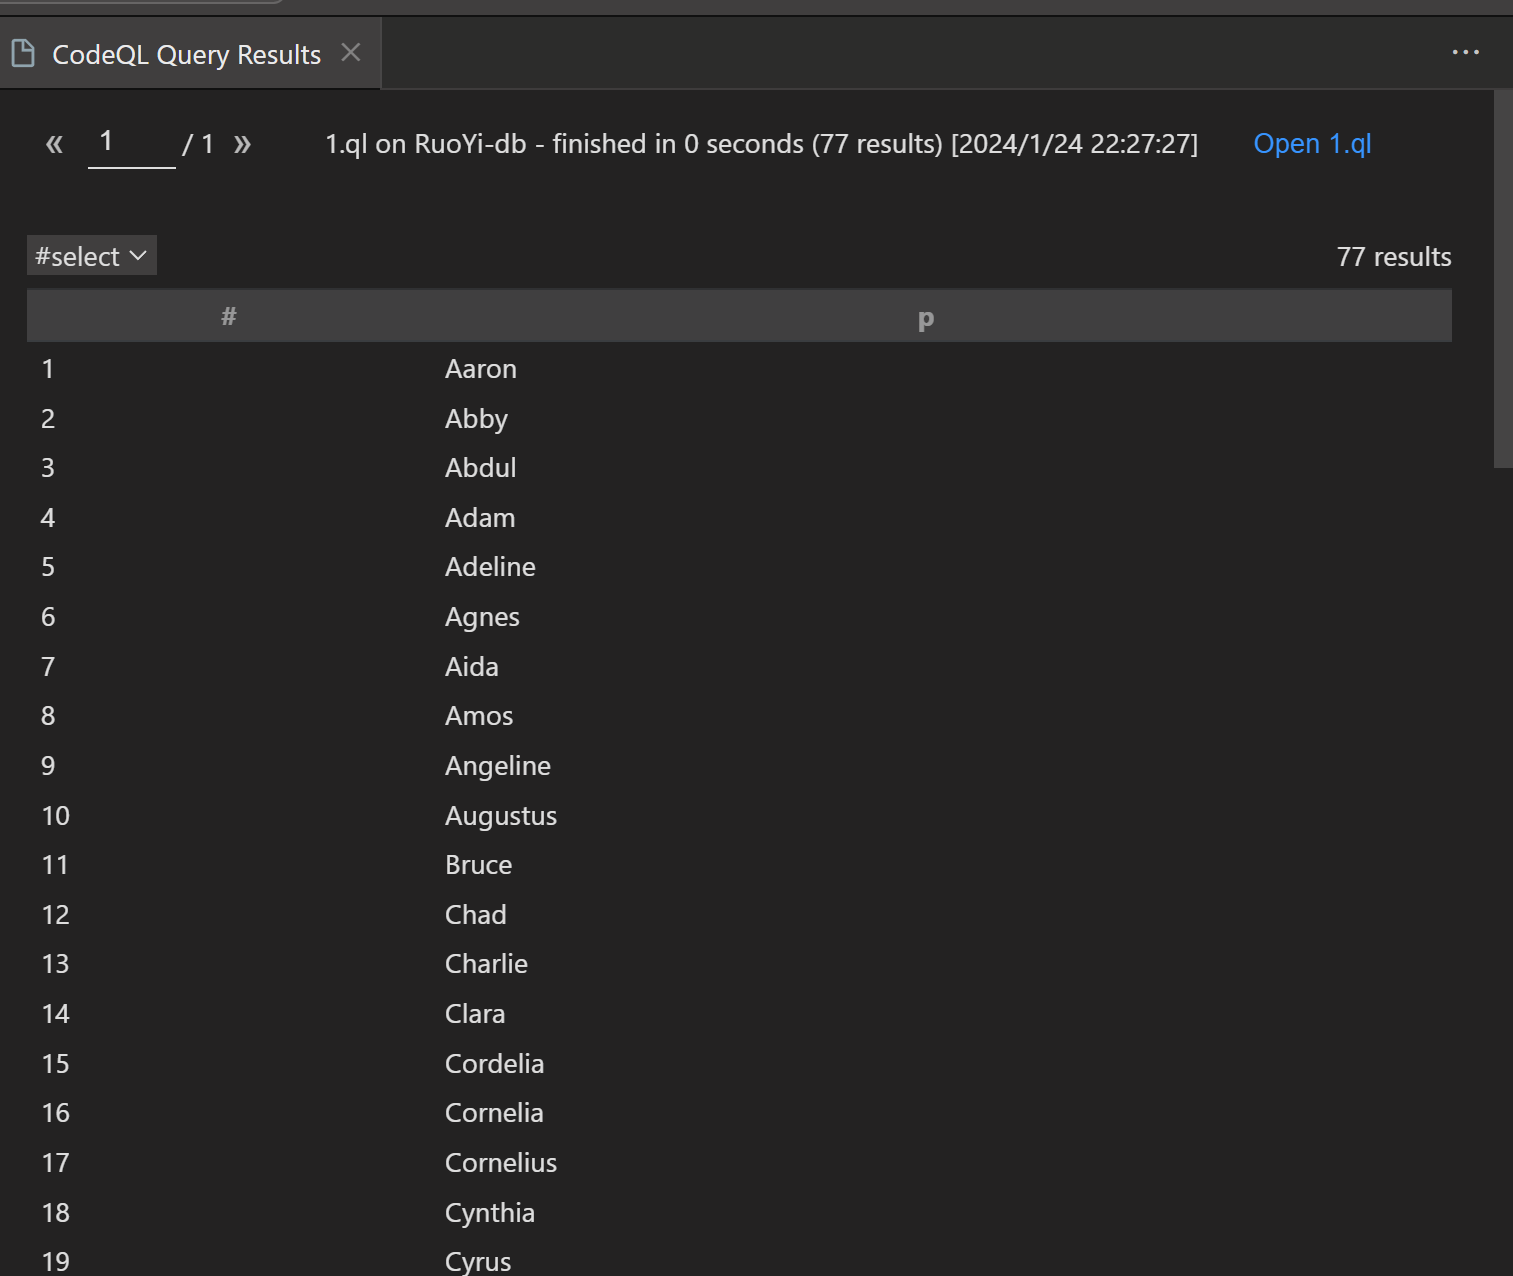 CodeQL Query Results
« 1 / 1 » 1.ql on RuoYi-db - finished in 0 seconds (77 results) [2024/1/24 22:27:27] Open 1.ql
#select 77 results
# p
1 Aaron
2 Abby
3 Abdul
4 Adam
5 Adeline
6 Agnes
7 Aida
8 Amos
9 Angeline
10 Augustus
11 Bruce
12 Chad
13 Charlie
14 Clara
15 Cordelia
16 Cornelia
17 Cornelius
18 Cynthia
19 Cyrus